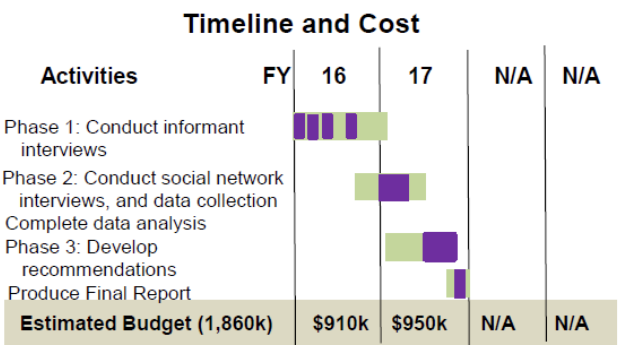 Timeline and Cost
Activities FY 16 17 N/A N/A
Phase 1: Conduct informant
interviews
Phase 2: Conduct social network
interviews, and data collection
Complete data analysis
Phase 3: Develop
recommendations
Produce Final Report
Estimated Budget (1,860k) $910k $950k N/A N/A